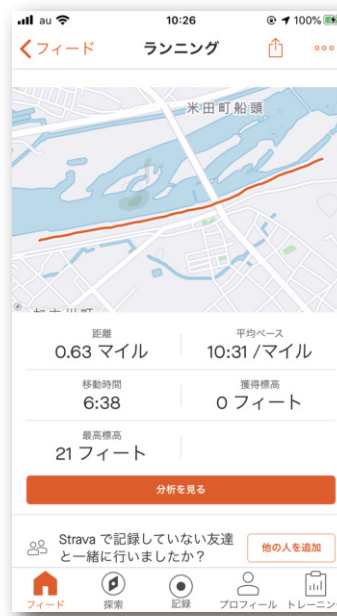 au 10:26 100%
フィード ランニング
米田町船頭
加古川町
距離 平均ペース
0.63 マイル 10:31 /マイル
移動時間 獲得標高
6:38 0 フィート
最高標高
21 フィート
分析を見る
Strava で記録していない友達
と一緒に行いましたか？
他の人を追加
フィード 探索 記録 プロフィール トレーニン